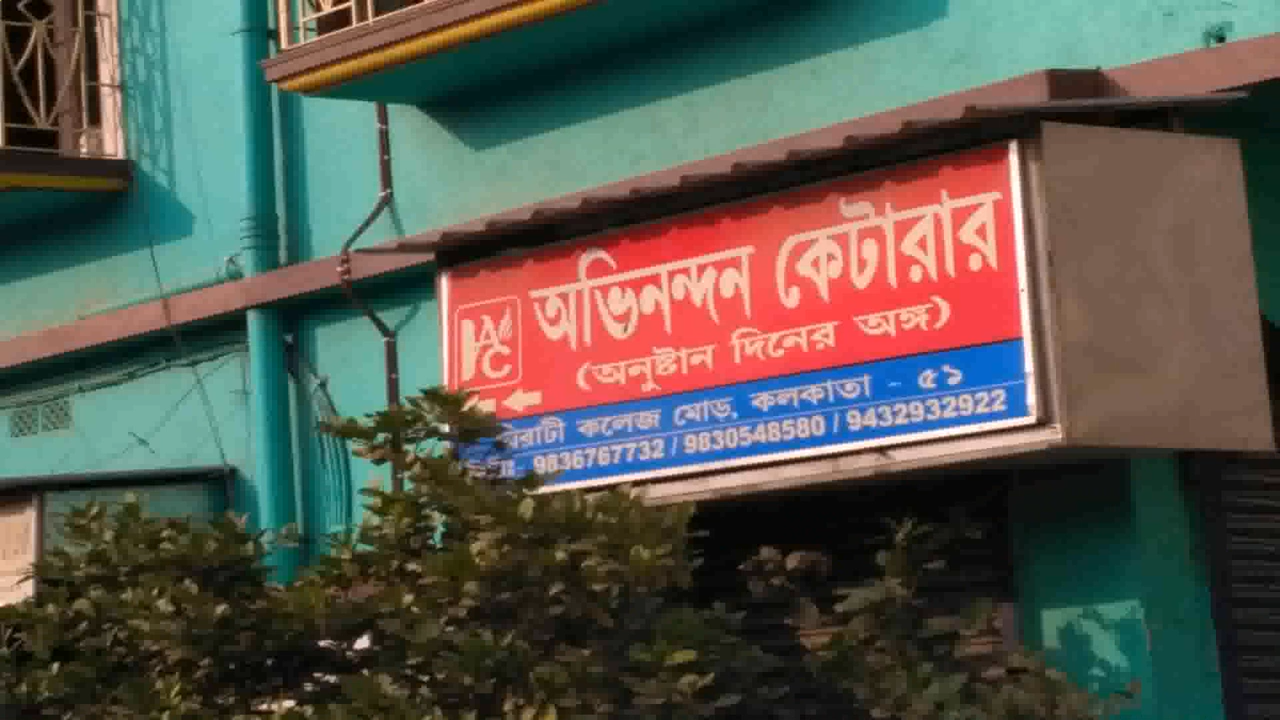 অভিনন্দন কেটারার
AC
(অনুষ্টান দিনের অঙ্গ)
কলেজ মোড়, কলকাতা - ৫১
9836767732 / 9830548580 / 9432932922